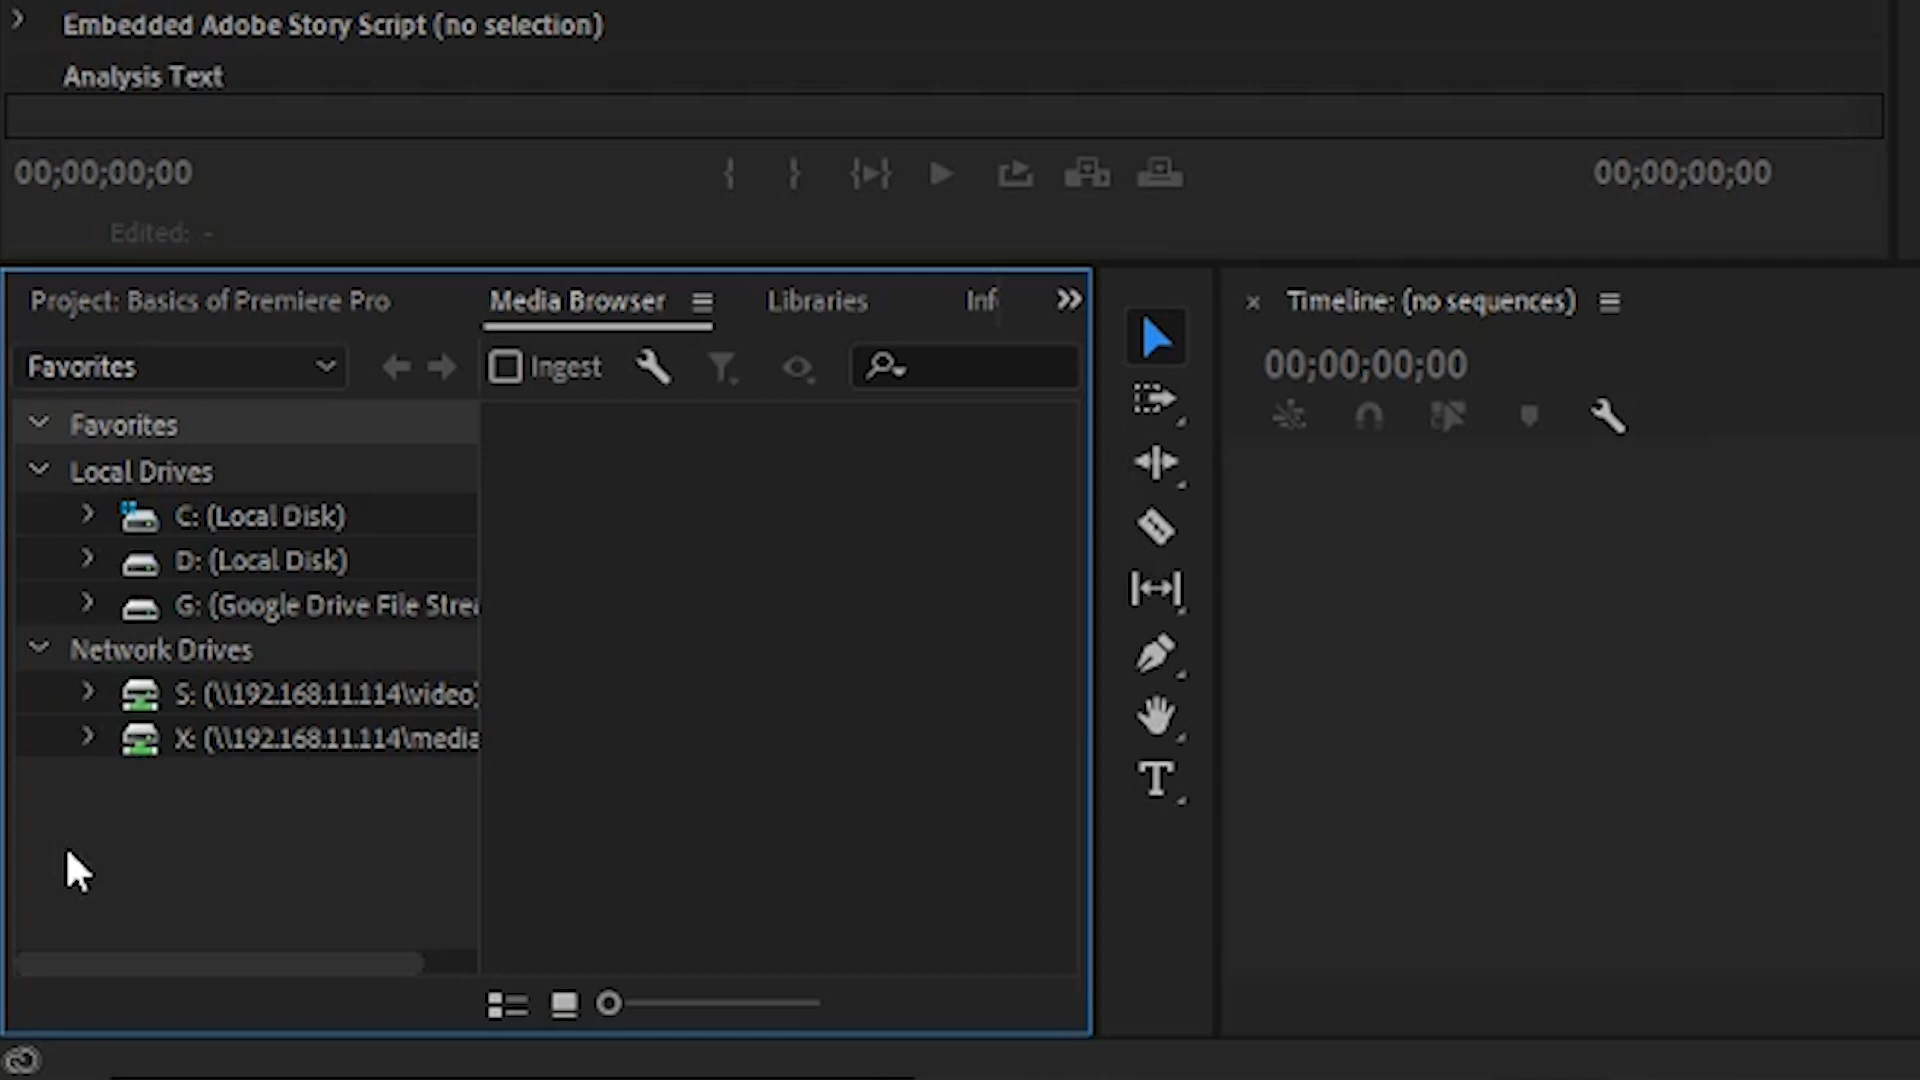 Embedded Adobe Story Script (no selection)
Analysis Text
00;00;00;00
00;00;00;00
Edited: -
Project: Basics of Premiere Pro
Media Browser
Libraries
Inf
Timeline: (no sequences)
Favorites
Ingest
00;00;00;00
Favorites
Local Drives
C: (Local Disk)
D: (Local Disk)
G: (Google Drive File Strea
Network Drives
S: (\\192.168.11.114\video)
X: (\\192.168.11.114\media